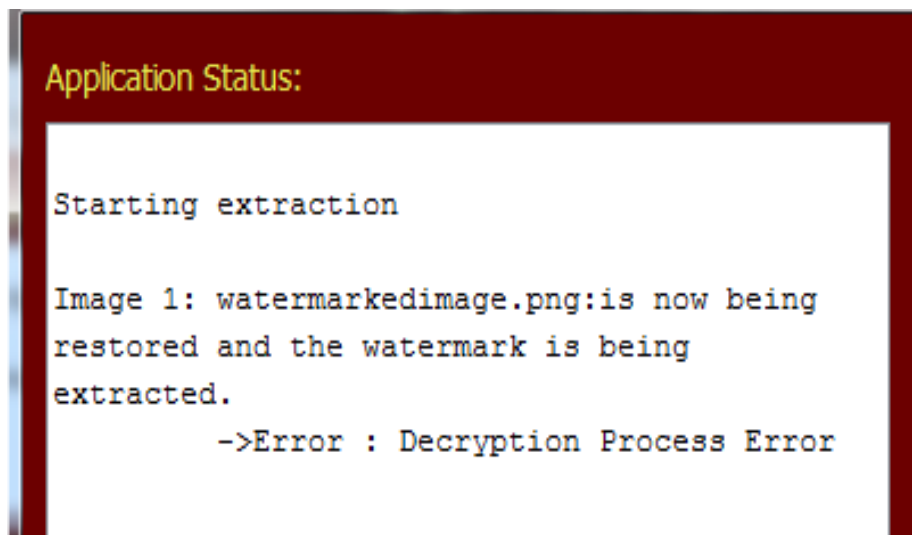 Application Status:
Starting extraction
Image 1: watermarkedimage.png:is now being
restored and the watermark is being
extracted.
->Error : Decryption Process Error